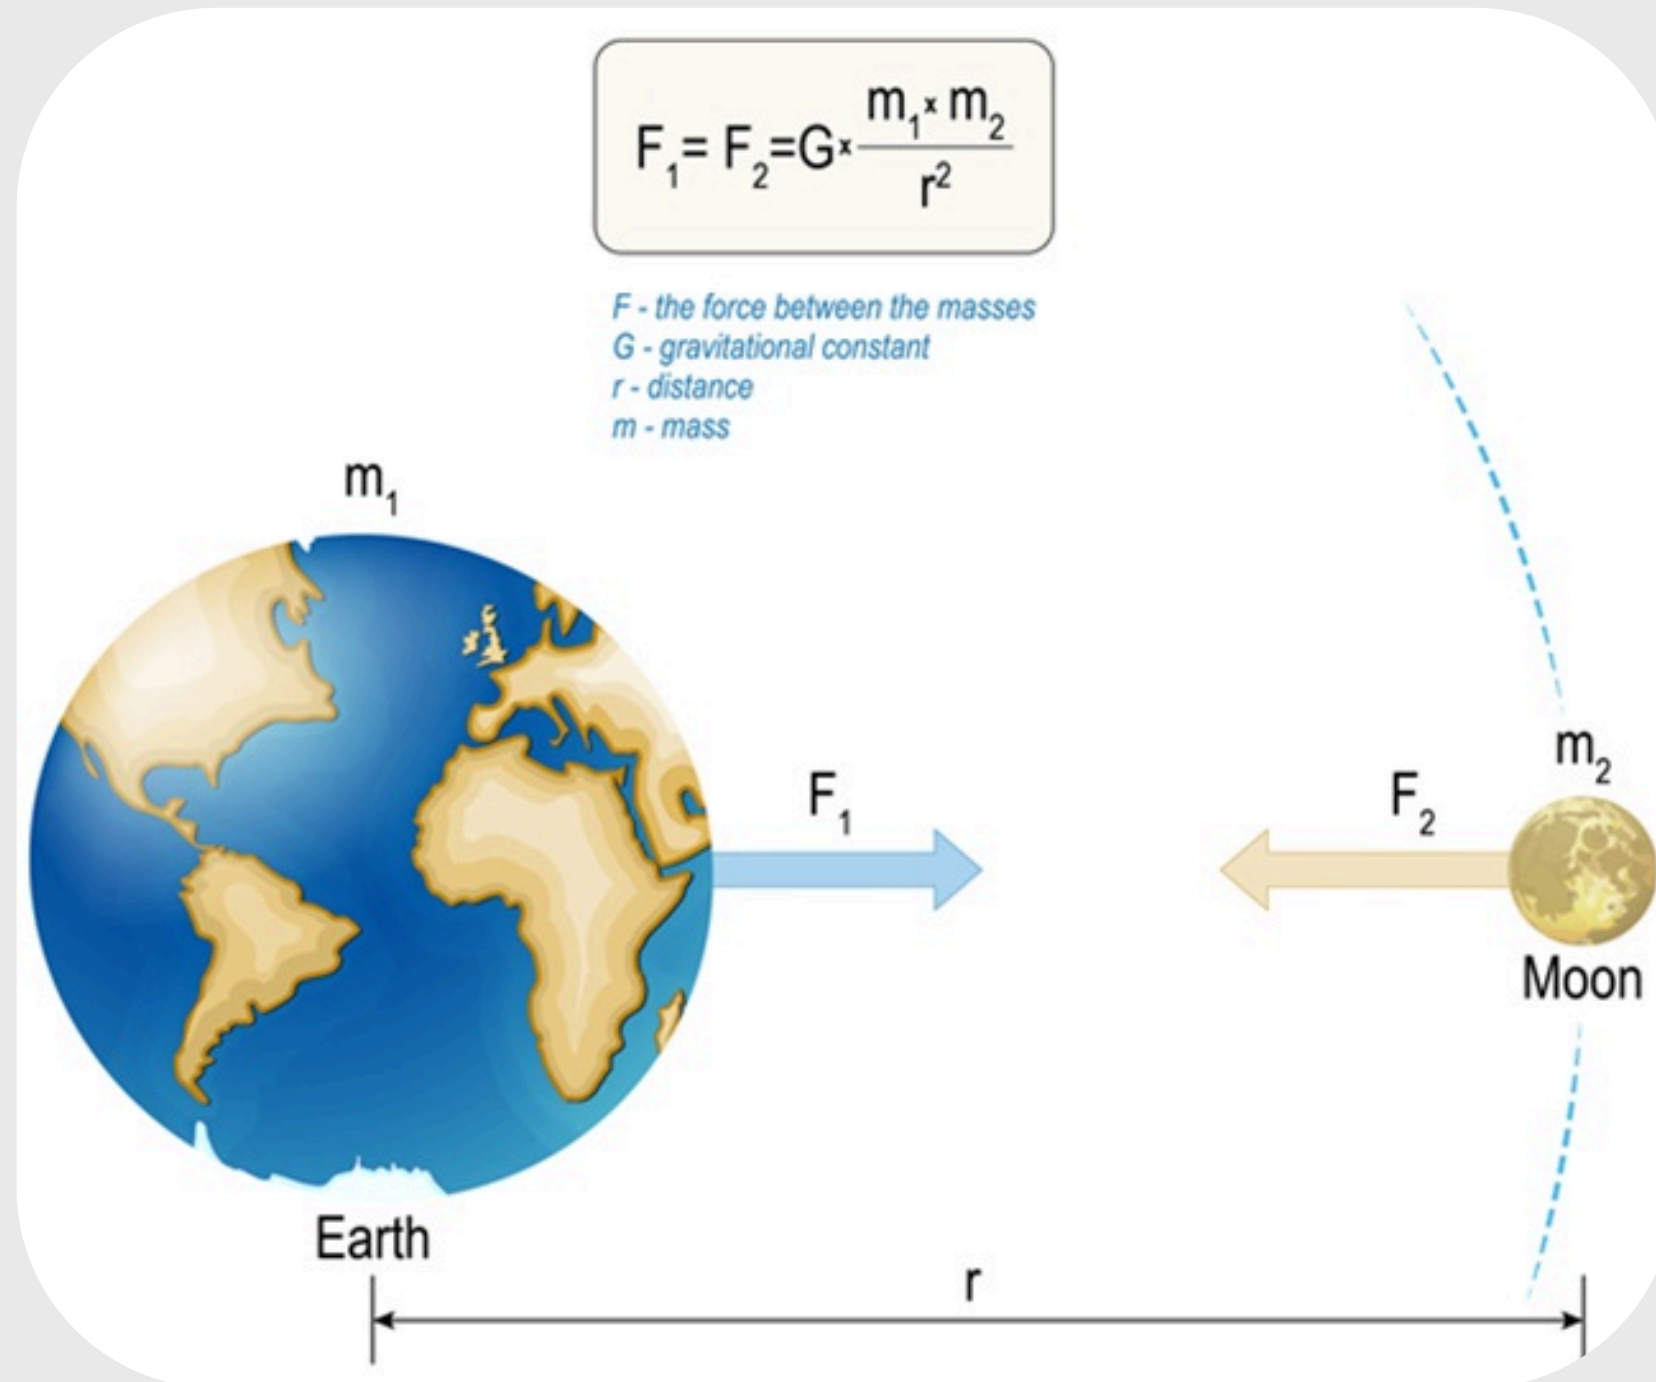 F₁= F₂=G× m₁× m₂ / r²
F - the force between the masses
G - gravitational constant
r - distance
m - mass
m₁
m₂
F₁
F₂
Moon
Earth
r